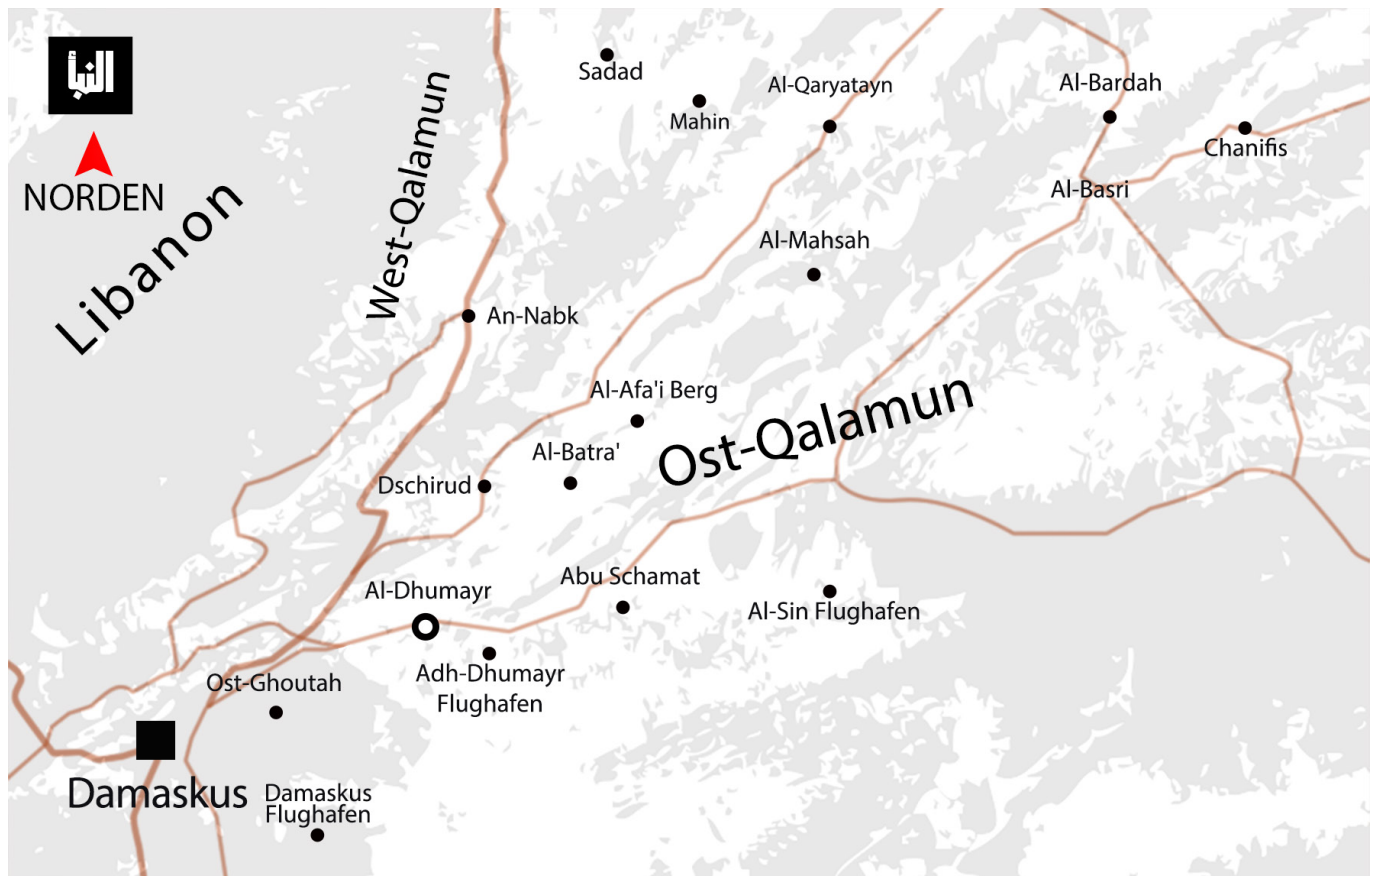 النبأ
NORDEN
Libanon
West-Qalamun
Sadad
Mahin
Al-Qaryatayn
Al-Bardah
Chanifis
Al-Basri
Al-Mahsah
An-Nabk
Al-Afa'i Berg
Ost-Qalamun
Al-Batra'
Dschirud
Abu Schamat
Al-Dhumayr
Al-Sin Flughafen
Adh-Dhumayr
Flughafen
Ost-Ghoutah
Damaskus
Damaskus
Flughafen